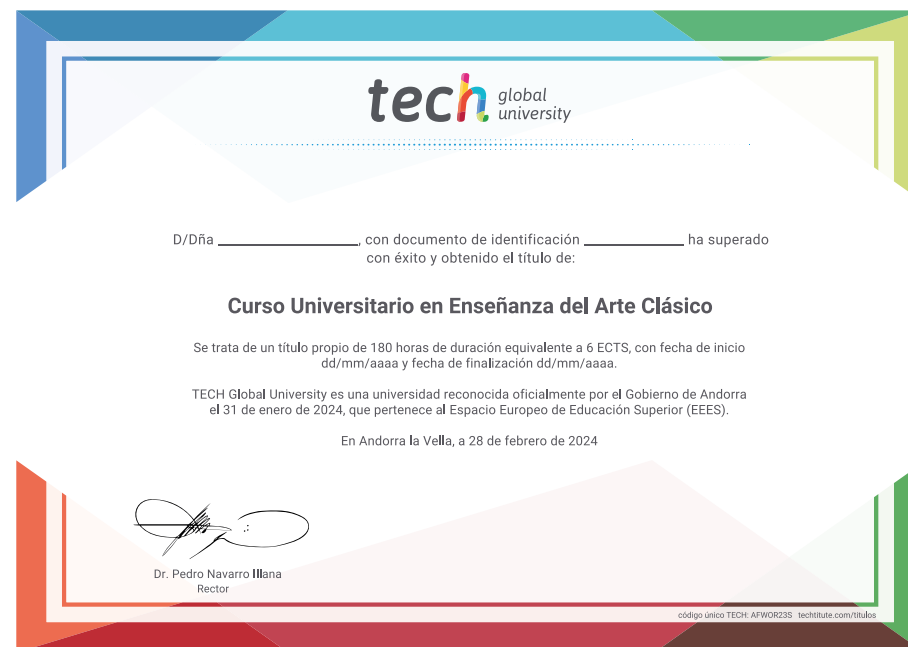 tech global university
D/Dña __________________, con documento de identificación _____________ ha superado
con éxito y obtenido el título de:
Curso Universitario en Enseñanza del Arte Clásico
Se trata de un título propio de 180 horas de duración equivalente a 6 ECTS, con fecha de inicio
dd/mm/aaaa y fecha de finalización dd/mm/aaaa.
TECH Global University es una universidad reconocida oficialmente por el Gobierno de Andorra
el 31 de enero de 2024, que pertenece al Espacio Europeo de Educación Superior (EEES).
En Andorra la Vella, a 28 de febrero de 2024
Dr. Pedro Navarro Illana
Rector
código único TECH: AFWOR23S techtitute.com/titulos